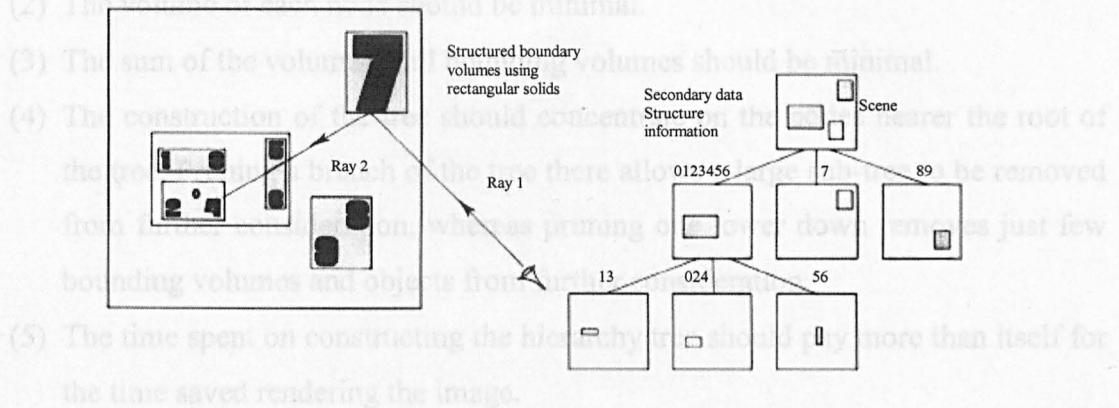 (2) The volume of each node should be minimal.
(3) The sum of the volume all bounding volumes should be minimal.
(4) The construction of the tree should concentrate on the nodes nearer the root of
the tree. Pruning a branch of the tree there allows a large sub-tree to be removed
from further consideration, whereas pruning one lower down removes just few
bounding volumes and objects from further consideration.
(5) The time spent on constructing the hierarchy tree should pay more than itself for
the time saved rendering the image.
7
Structured boundary
volumes using
rectangular solids
Ray 2
Ray 1
Secondary data
Structure
information
Scene
0123456
7
89
13
024
56